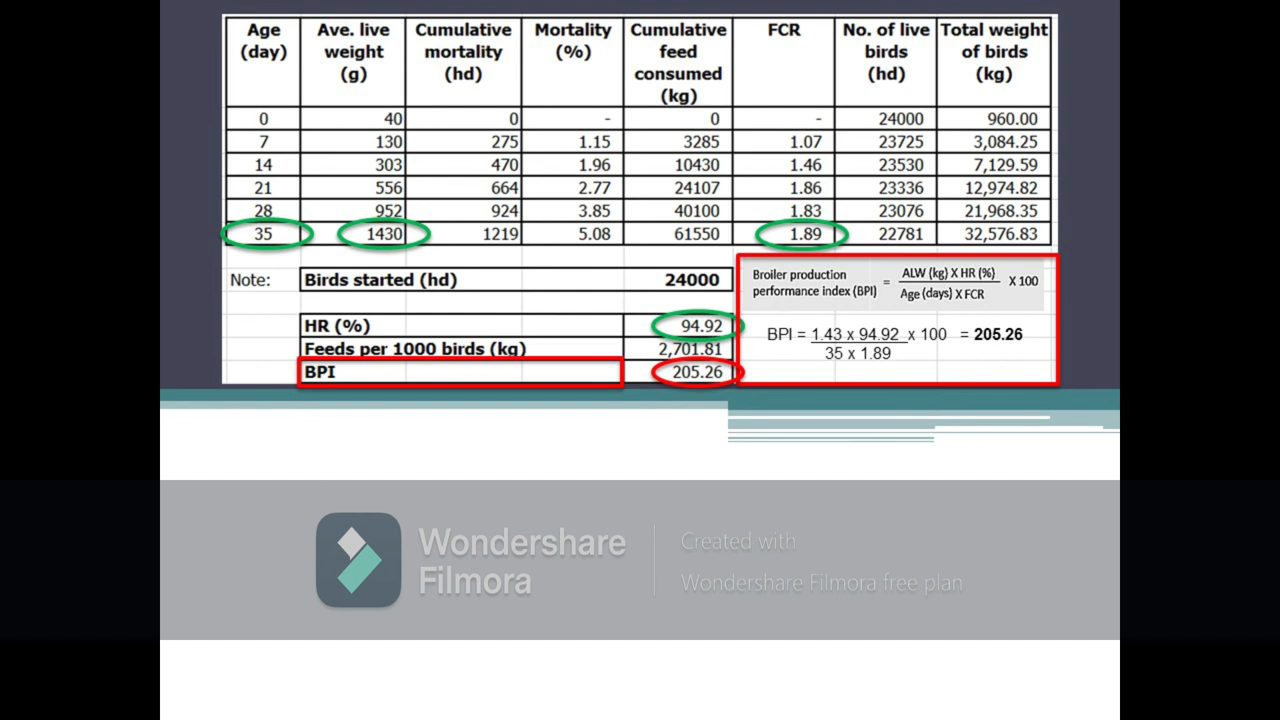 Age (day) Ave. live weight (g) Cumulative mortality (hd) Mortality (%) Cumulative feed consumed (kg) FCR No. of live birds (hd) Total weight of birds (kg)
0 40 0 - 0 - 24000 960.00
7 130 275 1.15 3285 1.07 23725 3,084.25
14 303 470 1.96 10430 1.46 23530 7,129.59
21 556 664 2.77 24107 1.86 23336 12,974.82
28 952 924 3.85 40100 1.83 23076 21,968.35
35 1430 1219 5.08 61550 1.89 22781 32,576.83
Note: Birds started (hd) 24000
HR (%) 94.92
Feeds per 1000 birds (kg) 2,701.81
BPI 205.26
Broiler production performance index (BPI) = ALW (kg) X HR (%) X 100
Age (days) X FCR
BPI = 1.43 x 94.92 x 100 = 205.26
35 x 1.89
Wondershare
Filmora
Created with
Wondershare Filmora free plan